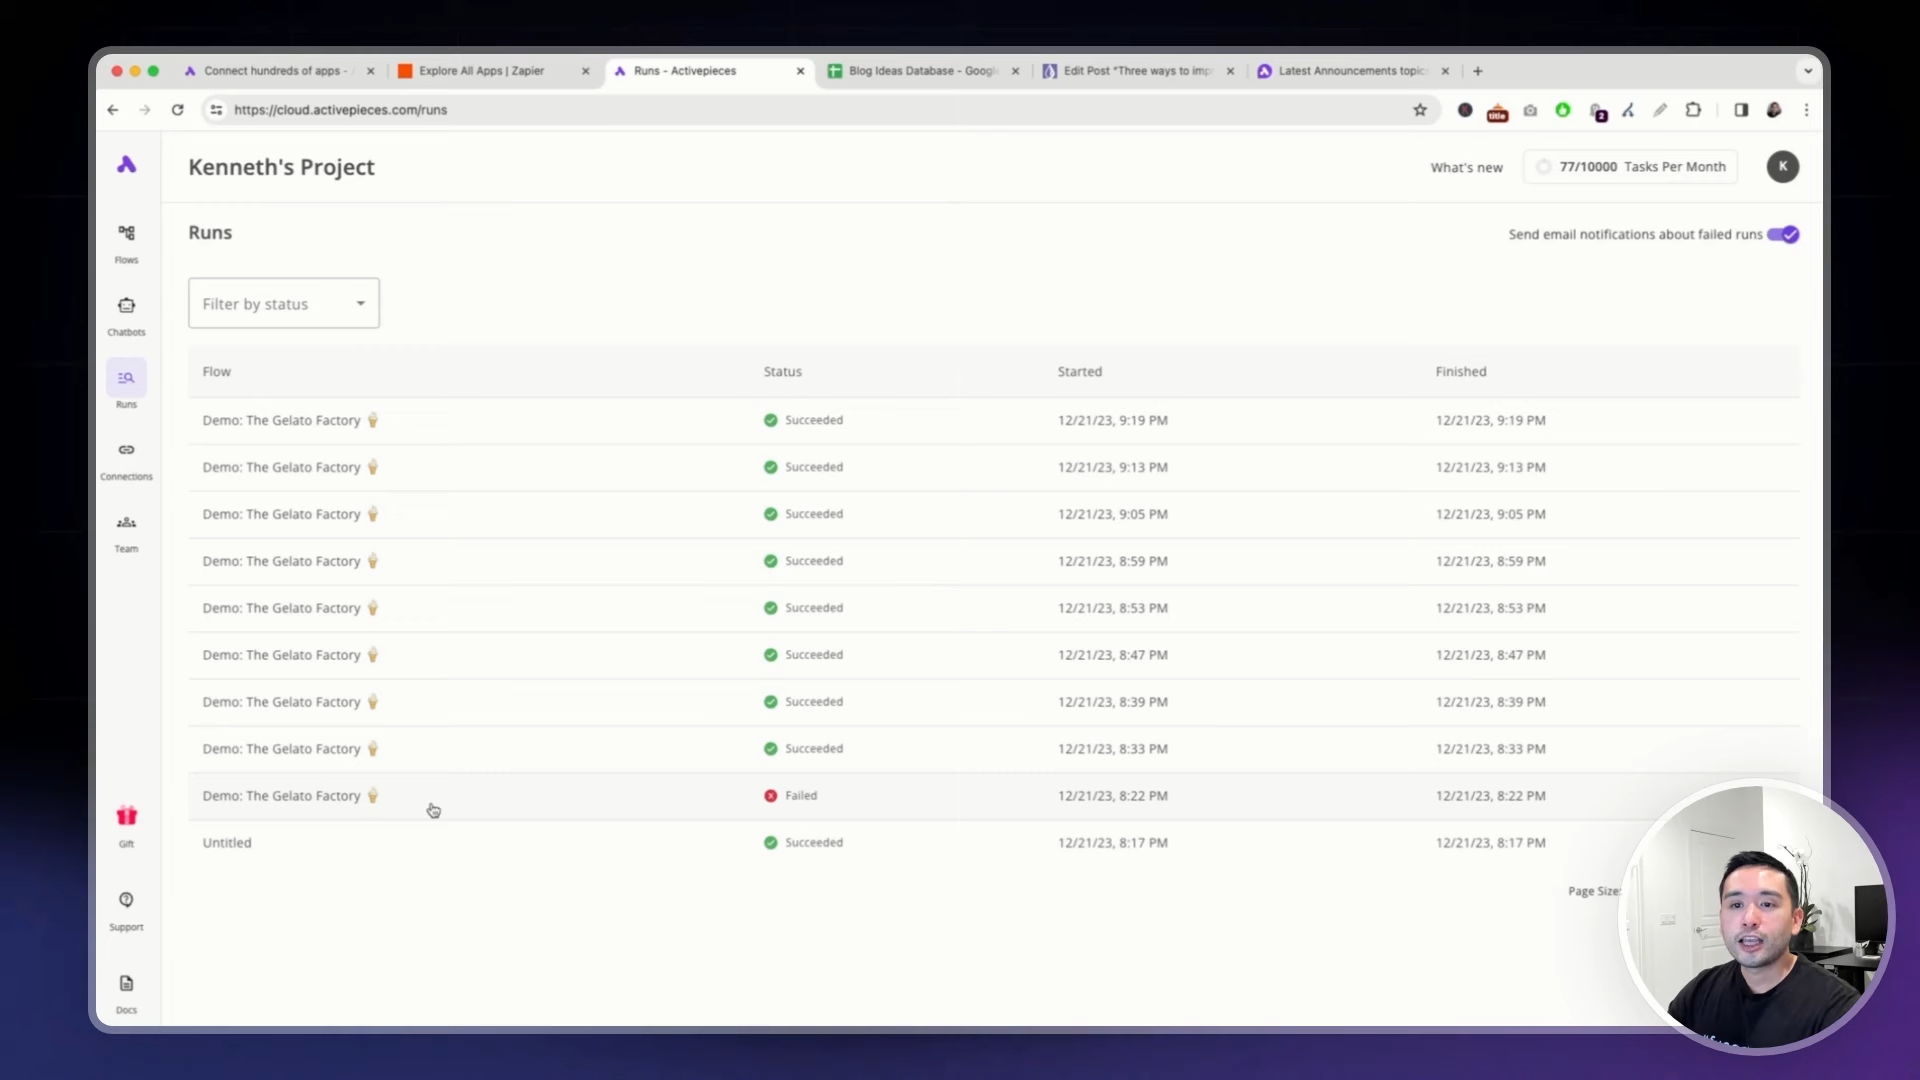 Connect hundreds of apps -
Explore All Apps | Zapier
Runs - Activepieces
Blog Ideas Database - Googl
Edit Post "Three ways to imp
Latest Announcements topic
https://cloud.activepieces.com/runs
title
2
Kenneth's Project
What's new
77/10000 Tasks Per Month
K
Runs
Send email notifications about failed runs
Filter by status
Flows
Chatbots
Runs
Connections
Team
Gift
Support
Docs
Flow Status Started Finished
Demo: The Gelato Factory 🍦 Succeeded 12/21/23, 9:19 PM 12/21/23, 9:19 PM
Demo: The Gelato Factory 🍦 Succeeded 12/21/23, 9:13 PM 12/21/23, 9:13 PM
Demo: The Gelato Factory 🍦 Succeeded 12/21/23, 9:05 PM 12/21/23, 9:05 PM
Demo: The Gelato Factory 🍦 Succeeded 12/21/23, 8:59 PM 12/21/23, 8:59 PM
Demo: The Gelato Factory 🍦 Succeeded 12/21/23, 8:53 PM 12/21/23, 8:53 PM
Demo: The Gelato Factory 🍦 Succeeded 12/21/23, 8:47 PM 12/21/23, 8:47 PM
Demo: The Gelato Factory 🍦 Succeeded 12/21/23, 8:39 PM 12/21/23, 8:39 PM
Demo: The Gelato Factory 🍦 Succeeded 12/21/23, 8:33 PM 12/21/23, 8:33 PM
Demo: The Gelato Factory 🍦 Failed 12/21/23, 8:22 PM 12/21/23, 8:22 PM
Untitled Succeeded 12/21/23, 8:17 PM 12/21/23, 8:17 PM
Page Size: